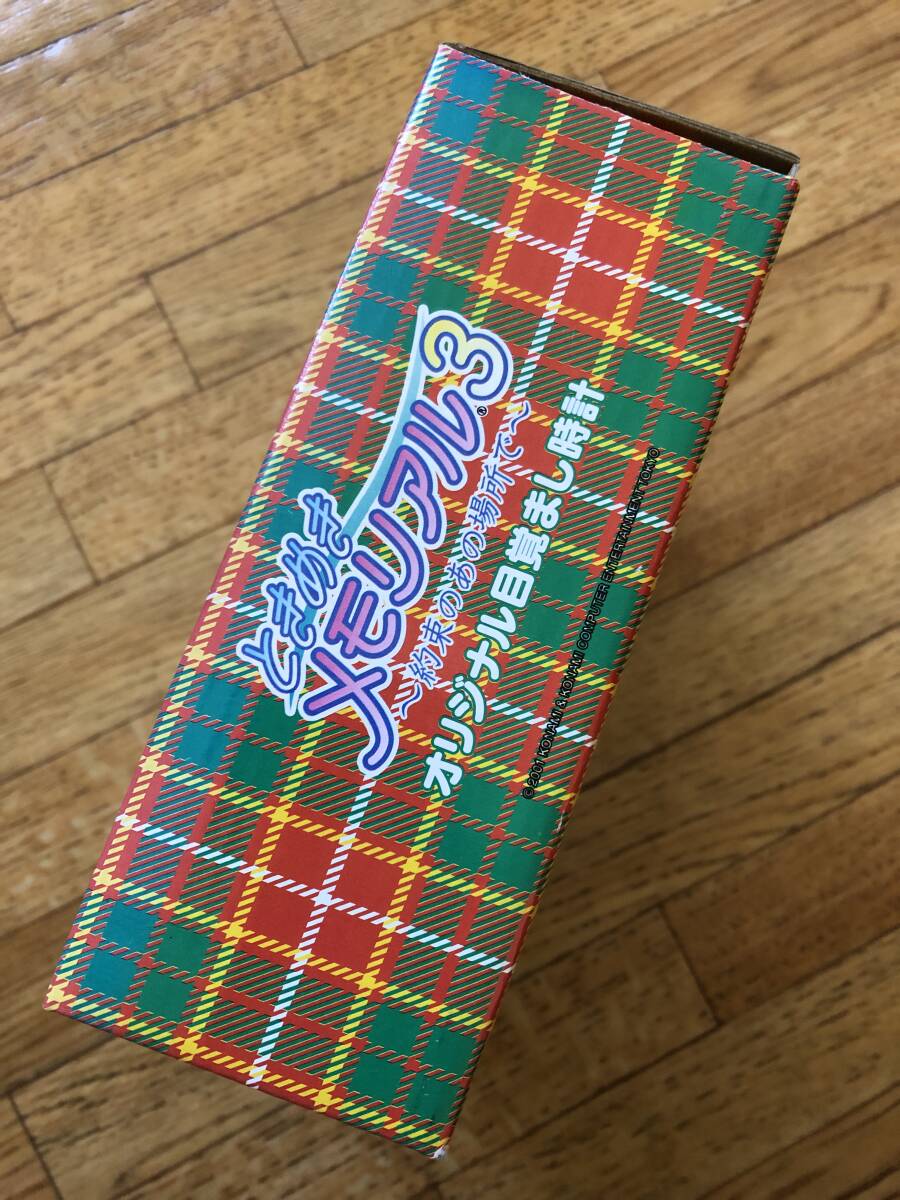 ときめき
メモリアル3®
～約束のあの場所で～
オリジナル目覚まし時計
© 2001 KONAMI & KONAMI COMPUTER ENTERTAINMENT TOKYO